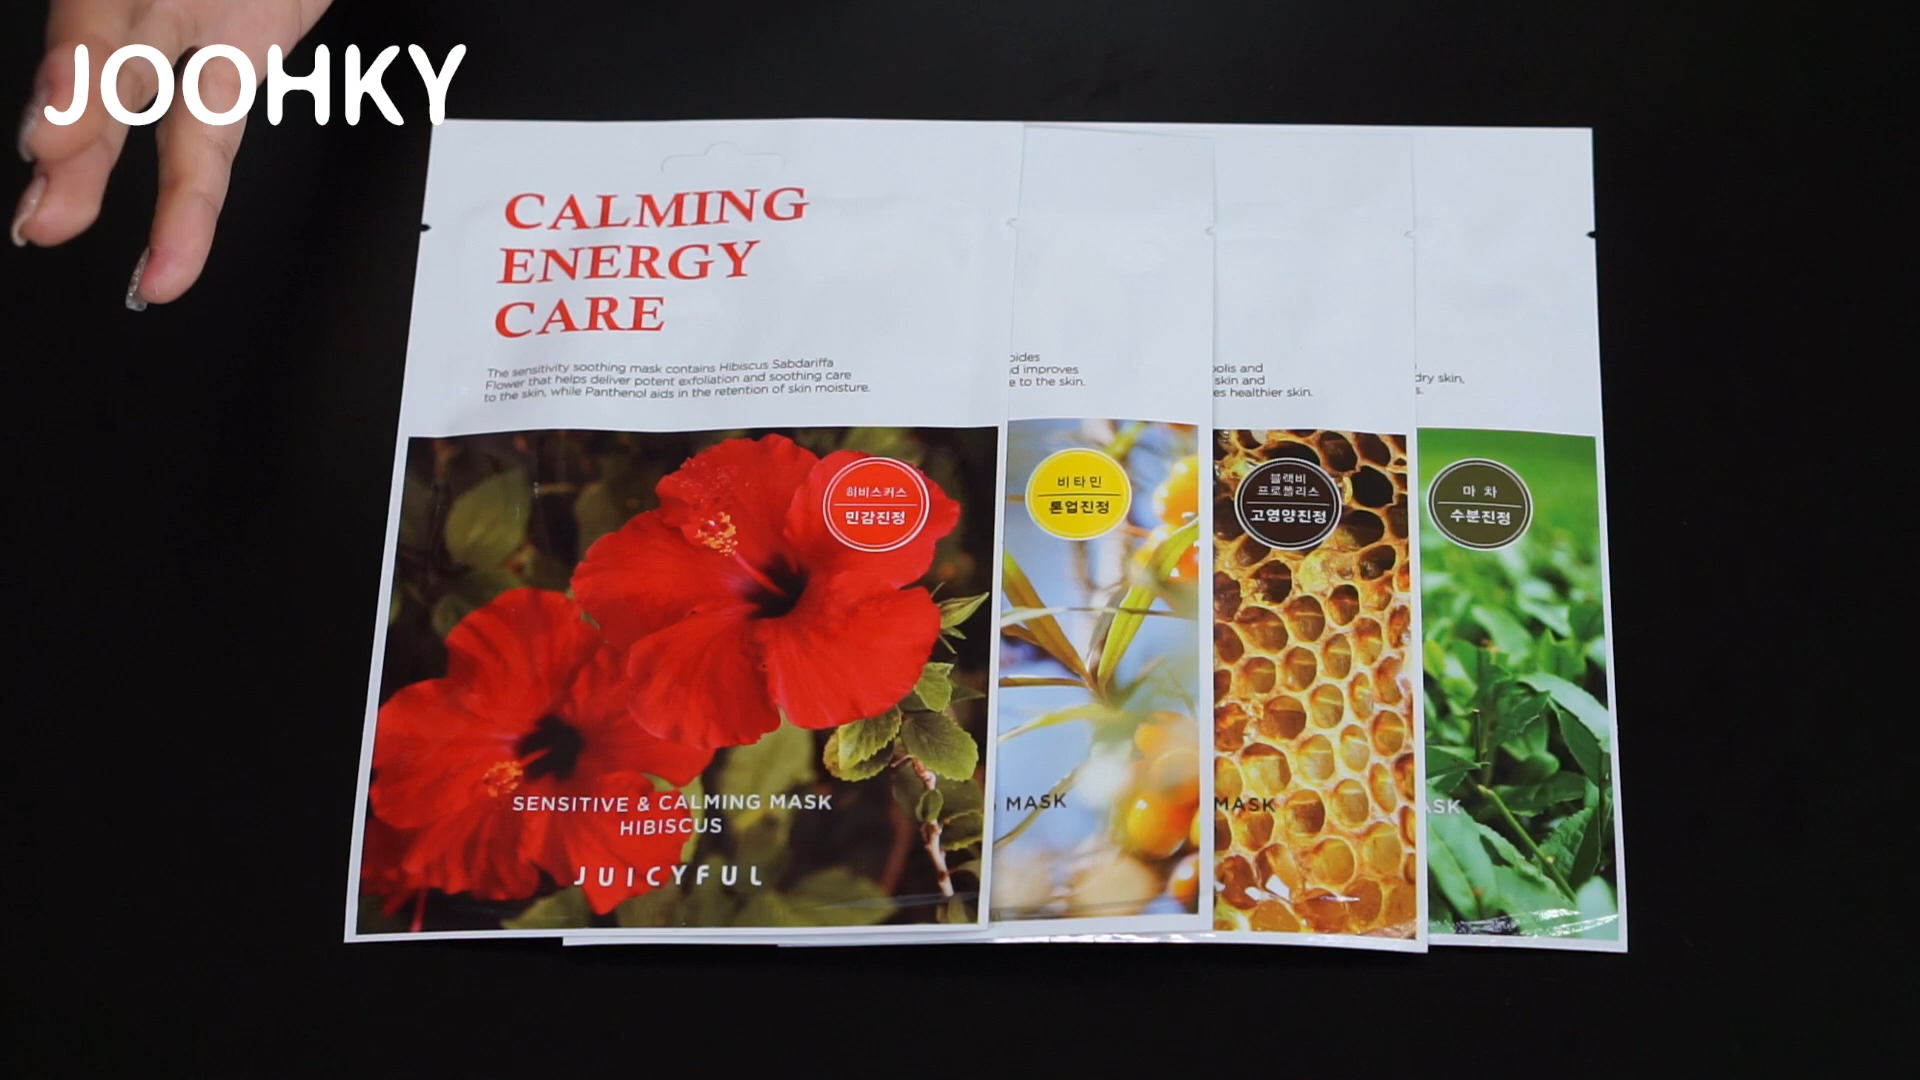 JOOHKY
CALMING
ENERGY
CARE
The sensitivity soothing mask contains Hibiscus Sabdariffa
Flower that helps deliver potent exfoliation and soothing care
to the skin, while Panthenol aids in the retention of skin moisture.
히비스커스
민감진정
SENSITIVE & CALMING MASK
HIBISCUS
JUICYFUL
oides
d improves
e to the skin.
비타민
톤업진정
MASK
polis and
skin and
es healthier skin.
블랙비
프로폴리스
고영양진정
MASK
dry skin,
s.
마 차
수분진정
ASK